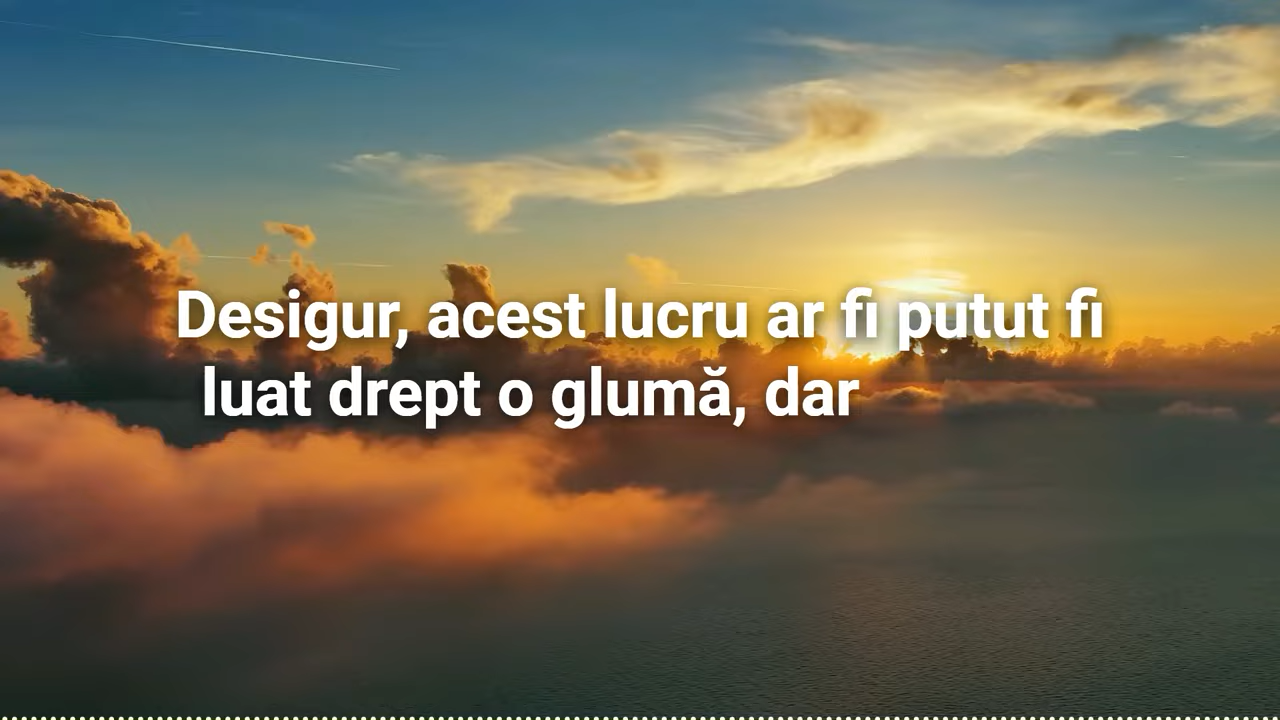 Desigur, acest lucru ar fi putut fi
luat drept o glumă, dar